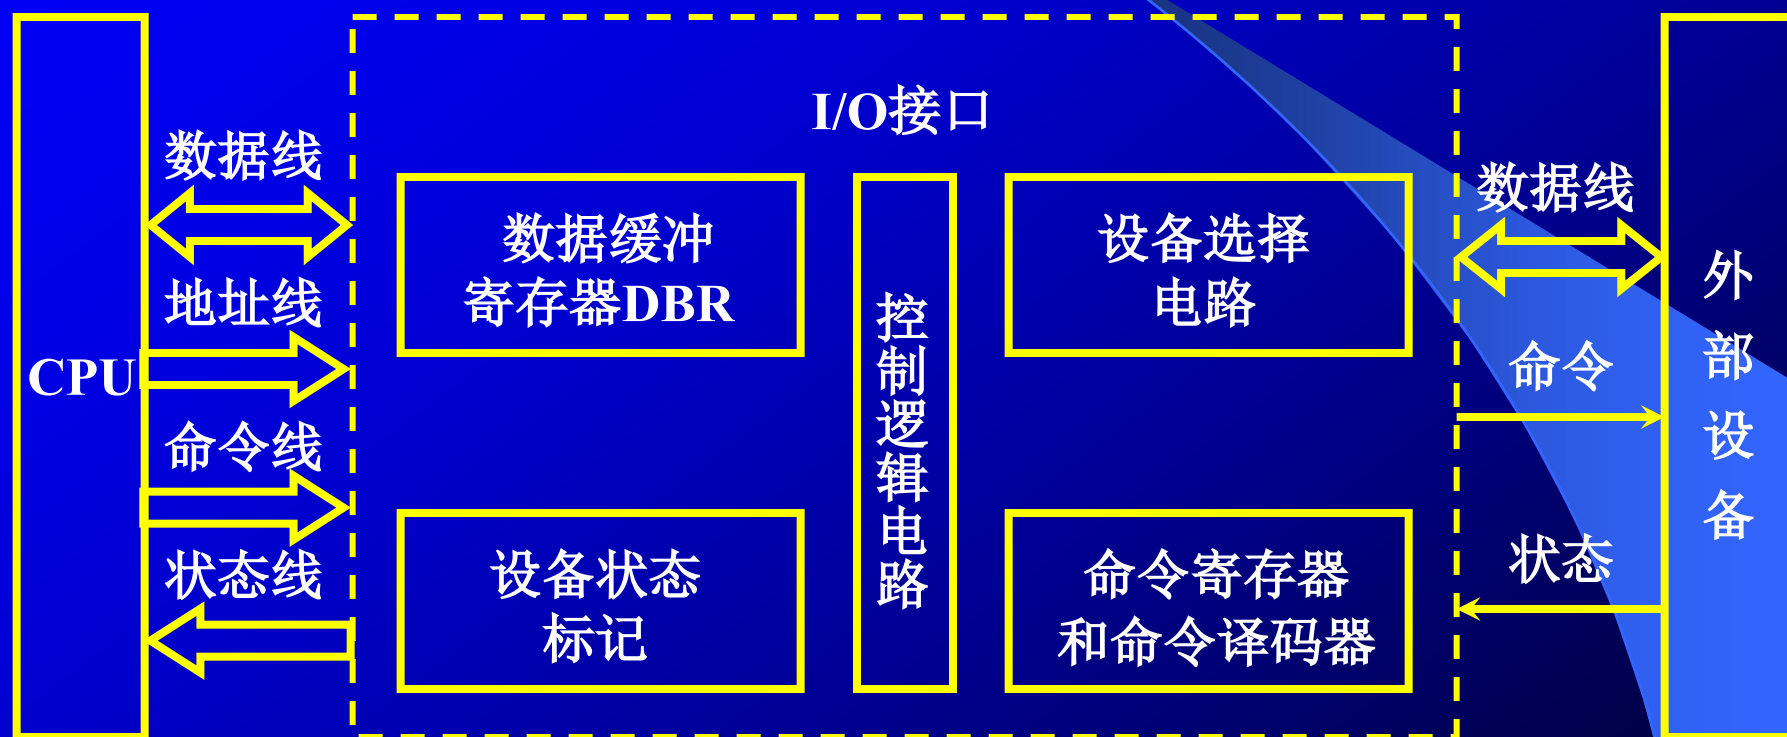 I/O接口
CPU
数据线
地址线
命令线
状态线
数据缓冲
寄存器DBR
设备状态
标记
控制逻辑电路
设备选择
电路
命令寄存器
和命令译码器
数据线
命令
状态
外部设备